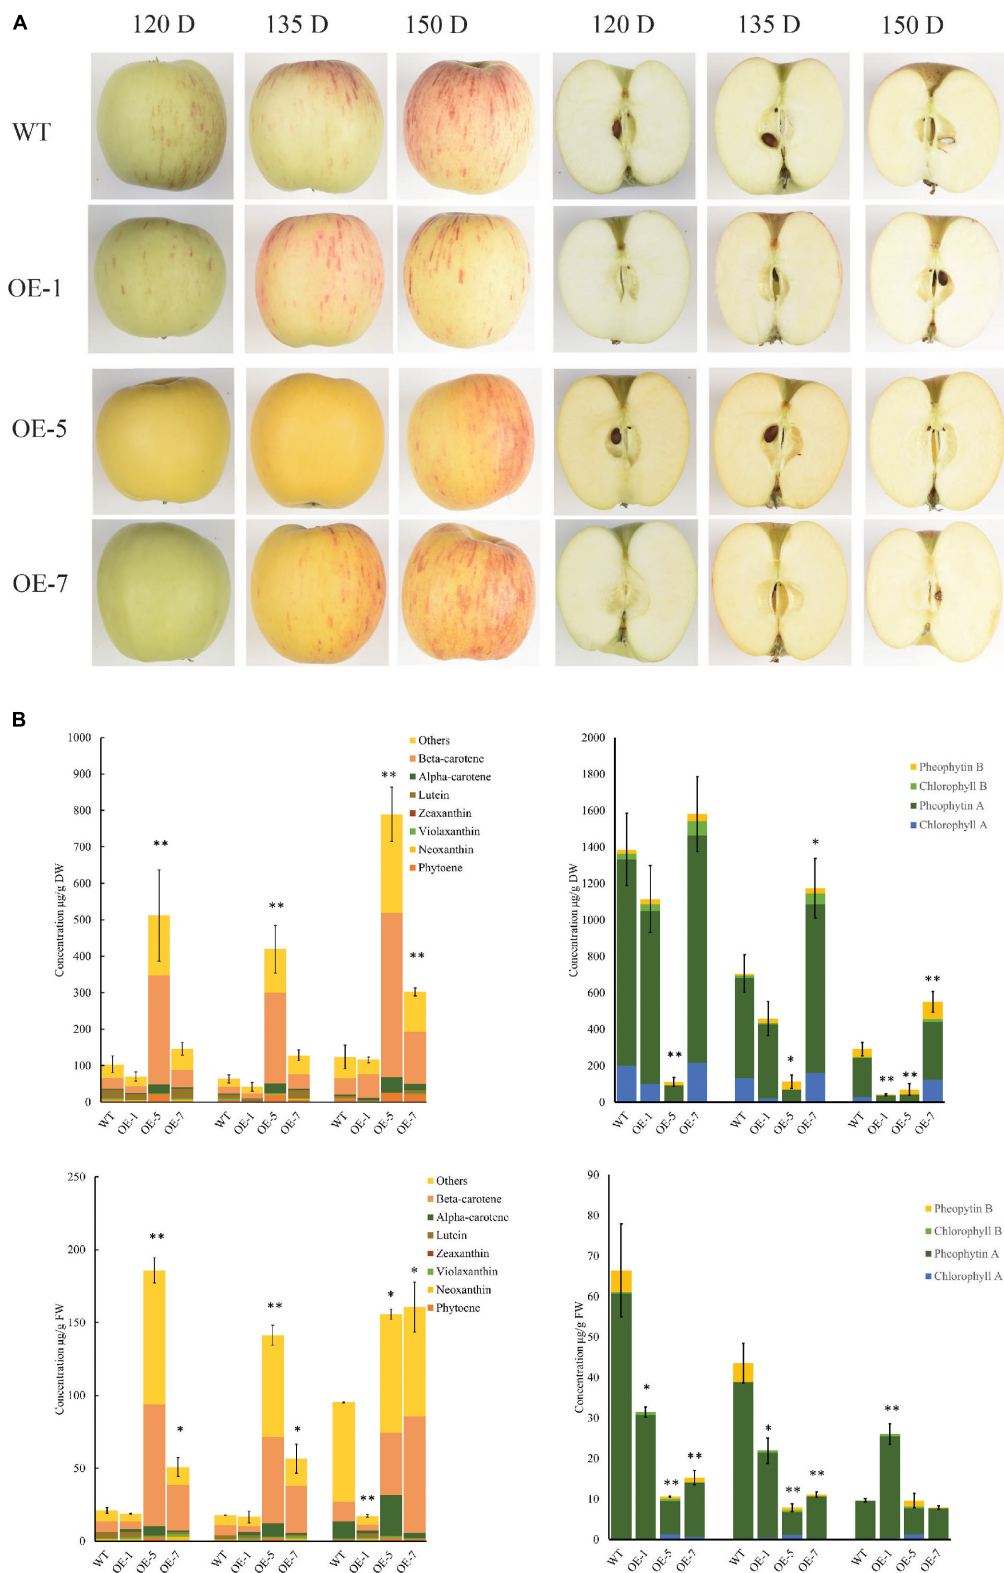 A
120 D 135 D 150 D 120 D 135 D 150 D
WT
OE-1
OE-5
OE-7
B
Concentration µg/g DW
1000
900
800
700
600
500
400
300
200
100
0
** ** ** **
Others
Beta-carotene
Alpha-carotene
Lutein
Zeaxanthin
Violaxanthin
Neoxanthin
Phytoene
WT OE-1 OE-5 OE-7 WT OE-1 OE-5 OE-7 WT OE-1 OE-5 OE-7
Concentration µg/g DW
2000
1800
1600
1400
1200
1000
800
600
400
200
0
** * * ** ** **
Pheophytin B
Chlorophyll B
Pheophytin A
Chlorophyll A
WT OE-1 OE-5 OE-7 WT OE-1 OE-5 OE-7 WT OE-1 OE-5 OE-7
Concentration µg/g FW
250
200
150
100
50
0
** * ** * ** * *
Others
Beta-carotene
Alpha-carotene
Lutein
Zeaxanthin
Violaxanthin
Neoxanthin
Phytoene
WT OE-1 OE-5 OE-7 WT OE-1 OE-5 OE-7 WT OE-1 OE-5 OE-7
Concentration µg/g FW
90
80
70
60
50
40
30
20
10
0
* ** ** * ** ** **
Pheopytin B
Chlorophyll B
Pheophytin A
Chlorophyll A
WT OE-1 OE-5 OE-7 WT OE-1 OE-5 OE-7 WT OE-1 OE-5 OE-7